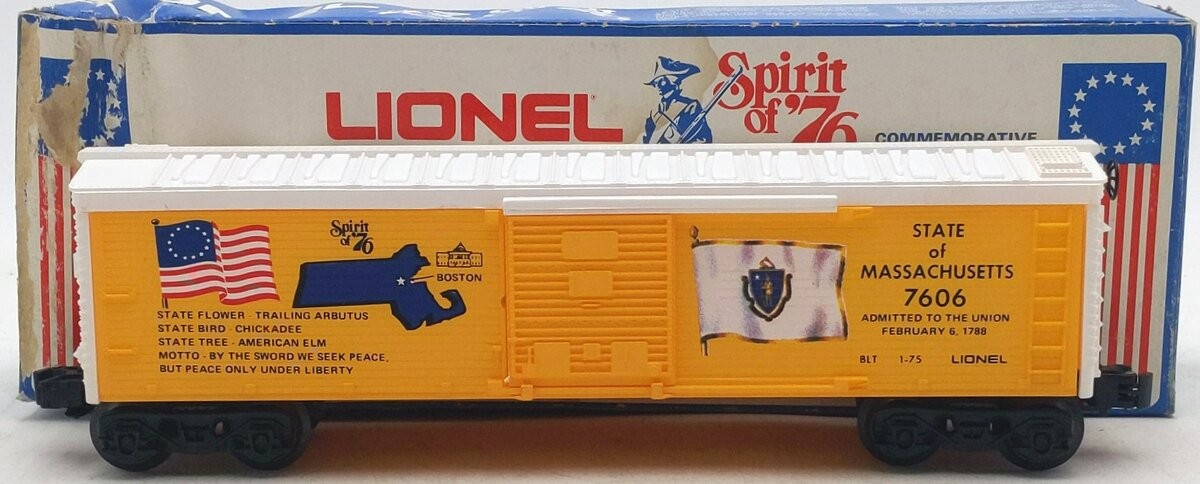 LIONEL
Spirit
of '76
COMMEMORATIVE
Spirit
of '76
BOSTON
STATE FLOWER - TRAILING ARBUTUS
STATE BIRD - CHICKADEE
STATE TREE - AMERICAN ELM
MOTTO - BY THE SWORD WE SEEK PEACE,
BUT PEACE ONLY UNDER LIBERTY
STATE
of
MASSACHUSETTS
7606
ADMITTED TO THE UNION
FEBRUARY 6, 1788
BLT 1-75 LIONEL